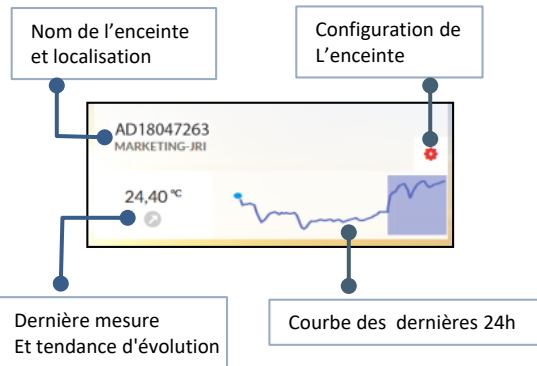 Nom de l’enceinte
et localisation
Configuration de
L’enceinte
AD18047263
MARKETING-JRI
24,40 °C
Dernière mesure
Et tendance d'évolution
Courbe des dernières 24h